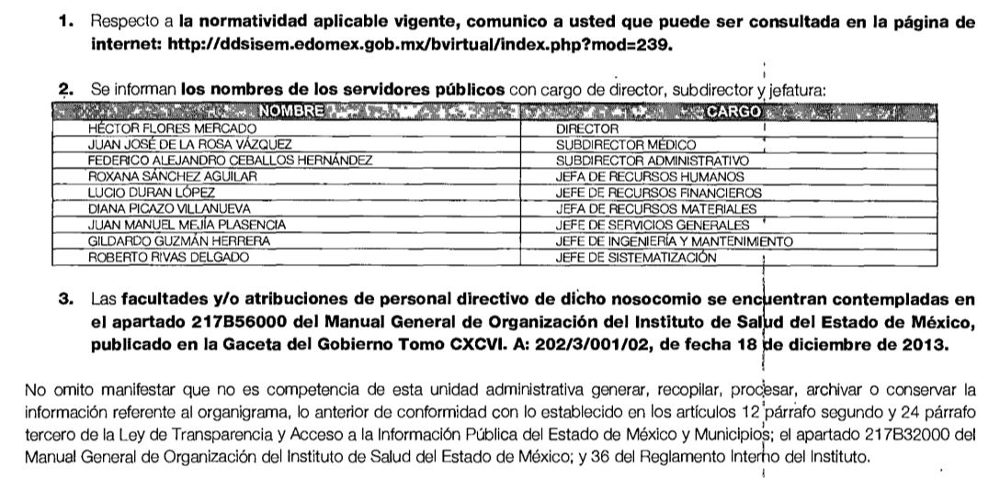 1. Respecto a la normatividad aplicable vigente, comunico a usted que puede ser consultada en la página de
internet: http://ddsisem.edomex.gob.mx/bvirtual/index.php?mod=239.
2. Se informan los nombres de los servidores públicos con cargo de director, subdirector y jefatura:
NOMBRE CARGO
HÉCTOR FLORES MERCADO DIRECTOR
JUAN JOSÉ DE LA ROSA VÁZQUEZ SUBDIRECTOR MÉDICO
FEDERICO ALEJANDRO CEBALLOS HERNÁNDEZ SUBDIRECTOR ADMINISTRATIVO
ROXANA SÁNCHEZ AGUILAR JEFA DE RECURSOS HUMANOS
LUCIO DURAN LÓPEZ JEFE DE RECURSOS FINANCIEROS
DIANA PICAZO VILLANUEVA JEFA DE RECURSOS MATERIALES
JUAN MANUEL MEJÍA PLASENCIA JEFE DE SERVICIOS GENERALES
GILDARDO GUZMÁN HERRERA JEFE DE INGENIERÍA Y MANTENIMIENTO
ROBERTO RIVAS DELGADO JEFE DE SISTEMATIZACIÓN
3. Las facultades y/o atribuciones de personal directivo de dicho nosocomio se encuentran contempladas en
el apartado 217B56000 del Manual General de Organización del Instituto de Salud del Estado de México,
publicado en la Gaceta del Gobierno Tomo CXCVI. A: 202/3/001/02, de fecha 18 de diciembre de 2013.
No omito manifestar que no es competencia de esta unidad administrativa generar, recopilar, procesar, archivar o conservar la
información referente al organigrama, lo anterior de conformidad con lo establecido en los artículos 12 párrafo segundo y 24 párrafo
tercero de la Ley de Transparencia y Acceso a la Información Pública del Estado de México y Municipios; el apartado 217B32000 del
Manual General de Organización del Instituto de Salud del Estado de México; y 36 del Reglamento Interno del Instituto.